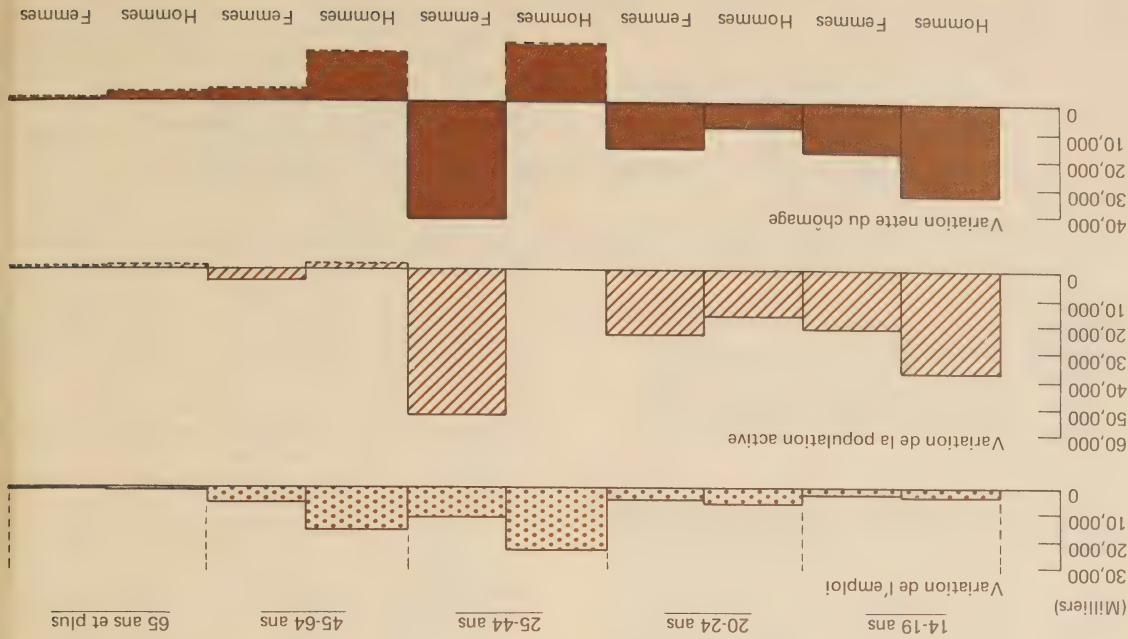 14-19 ans 20-24 ans 25-44 ans 45-64 ans 65 ans et plus
(Milliers)
Variation de l'emploi
30,000
20,000
10,000
0
Variation de la population active
60,000
50,000
40,000
30,000
20,000
10,000
0
Variation nette du chômage
40,000
30,000
20,000
10,000
0
Hommes Femmes Hommes Femmes Hommes Femmes Hommes Femmes Hommes Femmes